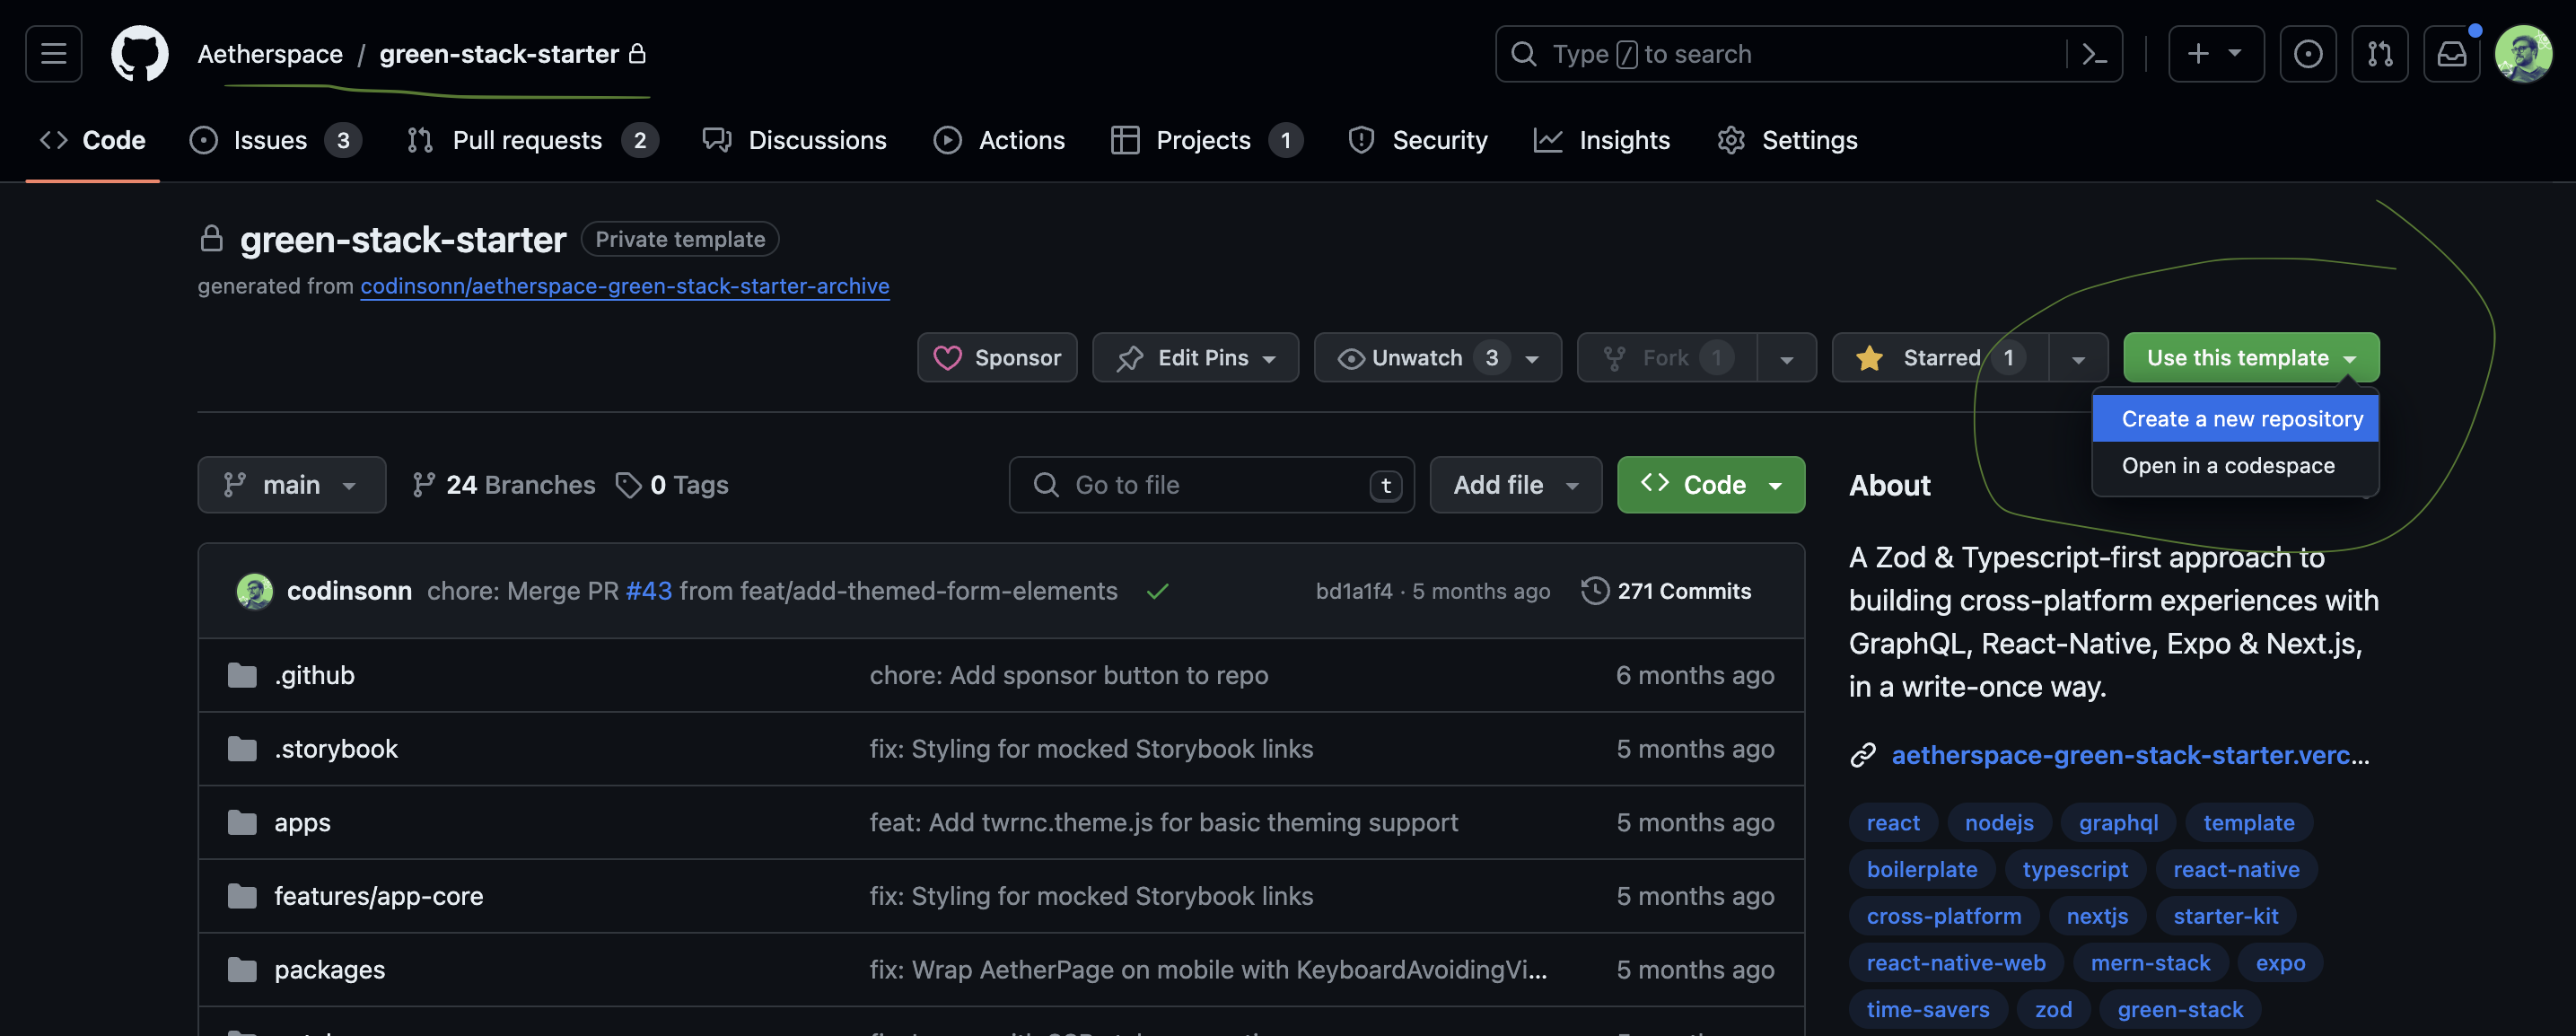 Aetherspace / green-stack-starter
Type / to search
Code
Issues 3
Pull requests 2
Discussions
Actions
Projects 1
Security
Insights
Settings
green-stack-starter Private template
generated from codinsonn/aetherspace-green-stack-starter-archive
Sponsor
Edit Pins
Unwatch 3
Fork 1
Starred 1
Use this template
Create a new repository
Open in a codespace
main
24 Branches
0 Tags
Go to file t
Add file
Code
codinsonn chore: Merge PR #43 from feat/add-themed-form-elements bd1a1f4 · 5 months ago 271 Commits
.github chore: Add sponsor button to repo 6 months ago
.storybook fix: Styling for mocked Storybook links 5 months ago
apps feat: Add twrnc.theme.js for basic theming support 5 months ago
features/app-core fix: Styling for mocked Storybook links 5 months ago
packages fix: Wrap AetherPage on mobile with KeyboardAvoidingVi... 5 months ago
About
A Zod & Typescript-first approach to
building cross-platform experiences with
GraphQL, React-Native, Expo & Next.js,
in a write-once way.
aetherspace-green-stack-starter.verc...
react nodejs graphql template
boilerplate typescript react-native
cross-platform nextjs starter-kit
react-native-web mern-stack expo
time-savers zod green-stack